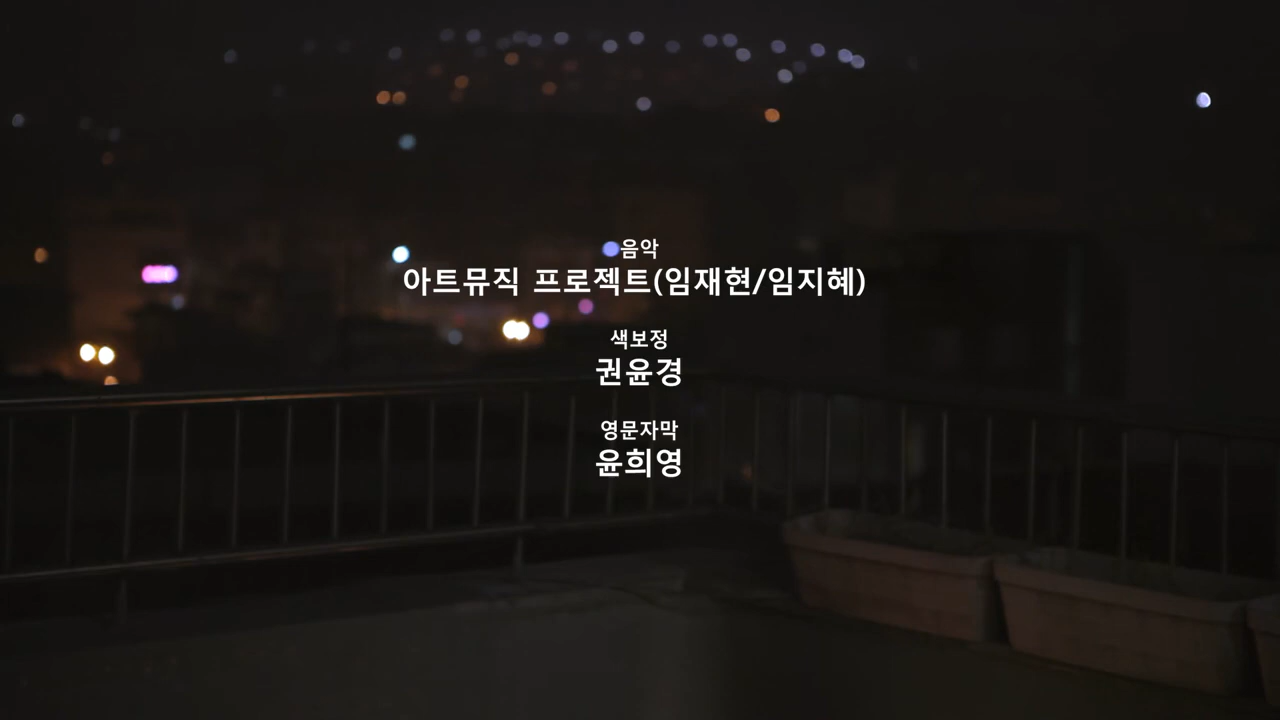 음악
아트뮤직 프로젝트(임재현/임지혜)
색보정
권윤경
영문자막
윤희영